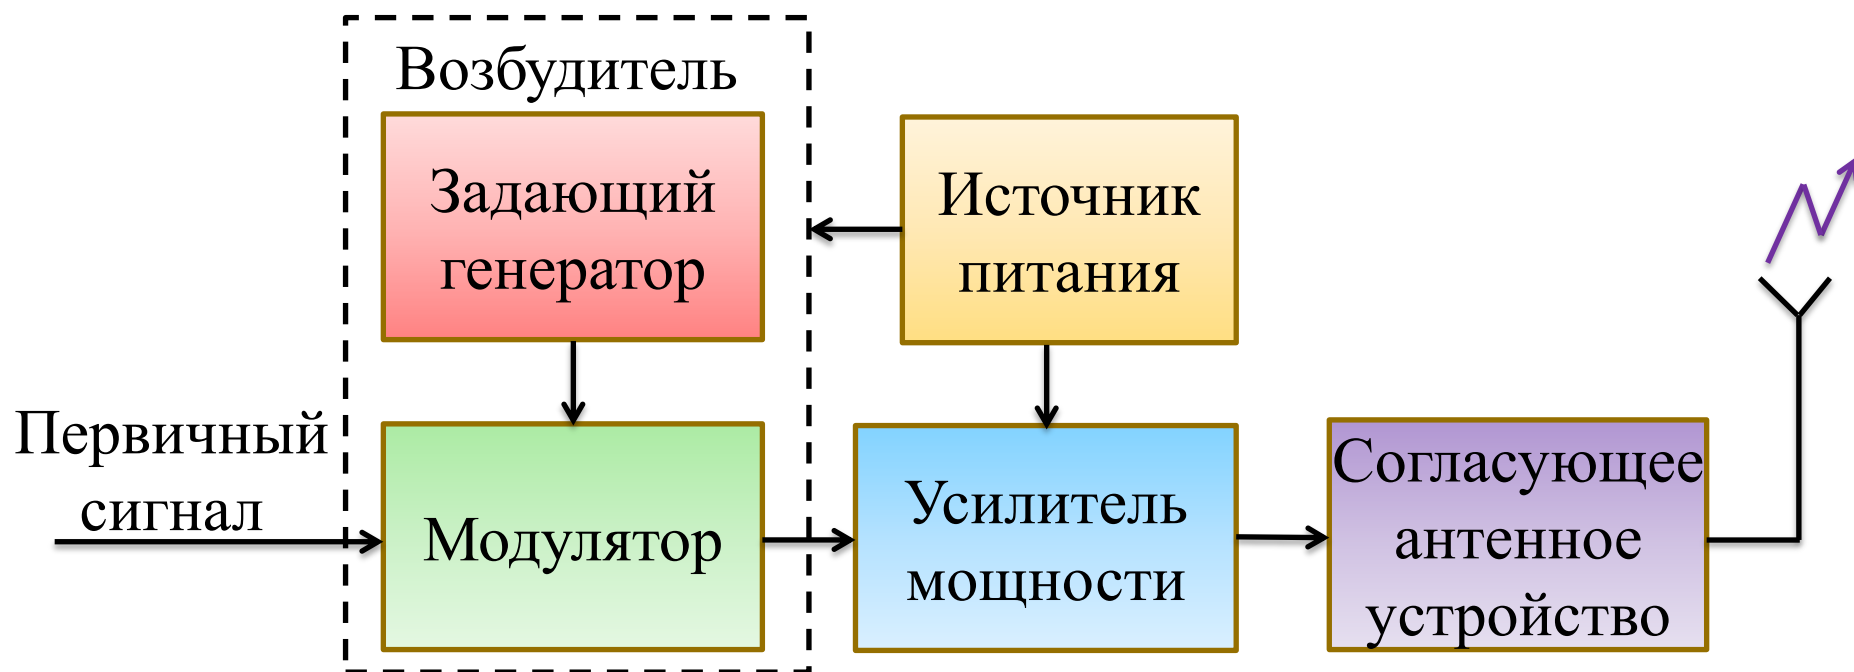 Возбудитель
Задающий
генератор
Источник
питания
Первичный
сигнал
Модулятор
Усилитель
мощности
Согласующее
антенное
устройство